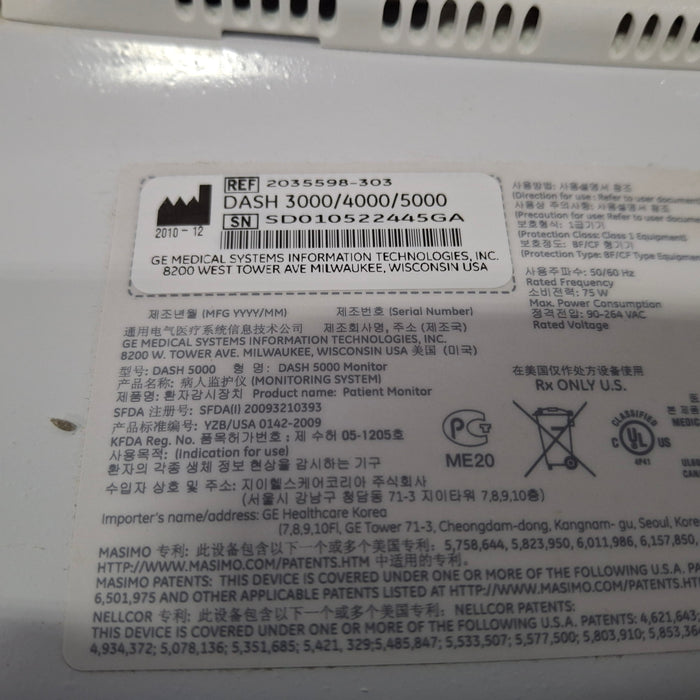 REF 2035598-303
DASH 3000/4000/5000
SN SD010522445GA
2010 - 12
GE MEDICAL SYSTEMS INFORMATION TECHNOLOGIES, INC.
8200 WEST TOWER AVE MILWAUKEE, WISCONSIN USA
제조년월 (MFG YYYY/MM) 제조번호 (Serial Number)
通用电气医疗系统信息技术公司 제조회사명, 주소 (제조국)
GE MEDICAL SYSTEMS INFORMATION TECHNOLOGIES, INC.
8200 W. TOWER AVE. MILWAUKEE, WISCONSIN USA 美国 (미국)
型号: DASH 5000 형 명: DASH 5000 Monitor
产品名称: 病人监护仪 (MONITORING SYSTEM)
제품명: 환자감시장치 Product name: Patient Monitor
SFDA 注册号: SFDA(I) 20093210393
产品标准编号: YZB/USA 0142-2009
KFDA Reg. No. 품목허가번호: 제 수허 05-1205호
사용목적: (Indication for use)
환자의 각종 생체 정보 현상을 감시하는 기구
수입자 상호 및 주소: 지이헬스케어코리아 주식회사
(서울시 강남구 청담동 71-3 지이타워 7,8,9,10층)
Importer's name/address: GE Healthcare Korea
(7,8,9,10Fl, GE Tower 71-3, Cheongdam-dong, Kangnam- gu, Seoul, Kore
사용방법: 사용설명서 참조
(Direction for use: Refer to user documen
사용상 주의사항: 사용설명서 참조
(Precaution for use: Refer to user docume
보호형식: 1급기기
(Protection Class: Class 1 Equipment)
보호정도: BF/CF 형기기
(Protection Type: BF/CF Type Equipmen
사용주파수: 50/60 Hz
Rated Frequency
소비전력: 75 W
Max. Power Consumption
정격전압: 90-264 VAC
Rated Voltage
在美国仅作处方设备使用
Rx ONLY U.S.
PC
ME20
CLASSIFIED
C UL US
4P41
MEDIC
UL60
CAN
MASIMO 专利: 此设备包含以下一个或多个美国专利: 5,758,644, 5,823,950, 6,011,986, 6,157,850,
HTTP://WWW.MASIMO.COM/PATENTS.HTM 中适用的专利.
MASIMO PATENTS: THIS DEVICE IS COVERED UNDER ONE OR MORE OF THE FOLLOWING U
6,501,975 AND OTHER APPLICABLE PATENTS LISTED AT HTTP://WWW.MASIMO.COM/PATENTS.HT
NELLCOR 专利: 此设备包含以下一个或多个美国专利: NELLCOR PATENTS:
THIS DEVICE IS COVERED UNDER ONE OR MORE OF THE FOLLOWING U.S. PATENTS: 4,621,643;
4,934,372; 5,078,136; 5,351,685; 5,421, 329;5,485,847; 5,533,507; 5,577,500; 5,803,910; 5,853,364